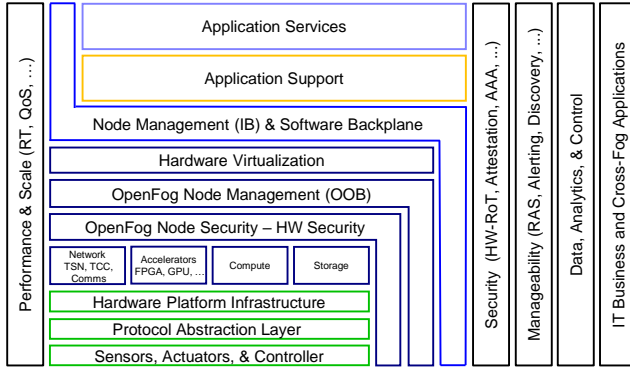 Performance & Scale (RT, QoS, …)
Application Services
Application Support
Node Management (IB) & Software Backplane
Hardware Virtualization
OpenFog Node Management (OOB)
OpenFog Node Security – HW Security
Network
TSN, TCC,
Comms
Accelerators
FPGA, GPU, …
Compute
Storage
Hardware Platform Infrastructure
Protocol Abstraction Layer
Sensors, Actuators, & Controller
Security (HW-RoT, Attestation, AAA, …)
Manageability (RAS, Alerting, Discovery, …)
Data, Analytics, & Control
IT Business and Cross-Fog Applications